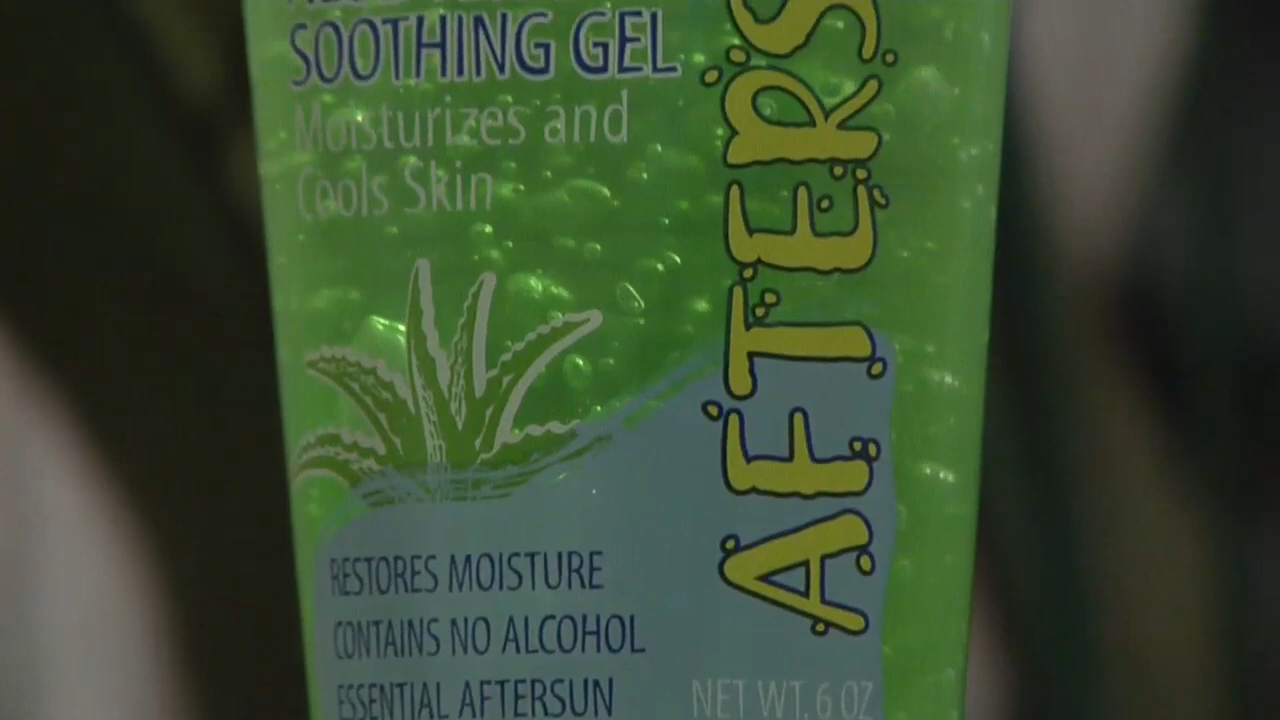 SOOTHING GEL
Moisturizes and
Cools Skin
AFTERS
RESTORES MOISTURE
CONTAINS NO ALCOHOL
ESSENTIAL AFTERSUN
NET WT. 6 OZ